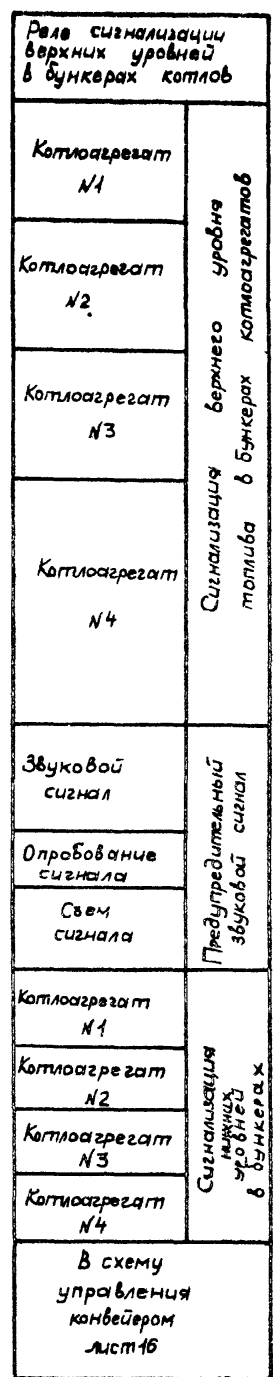 Реле сигнализации
верхних уровней
в бункерах котлов
Котлоагрегат
N1
Котлоагрегат
N2
Котлоагрегат
N3
Котлоагрегат
N4
Сигнализация верхнего уровня
топлива в бункерах котлоагрегатов
Звуковой
сигнал
Опробование
сигнала
Съем
сигнала
Предупредительный
звуковой сигнал
Котлоагрегат
N1
Котлоагрегат
N2
Котлоагрегат
N3
Котлоагрегат
N4
Сигнализация
нижних
уровней
в бункерах
В схему
управления
конвейером
лист 16